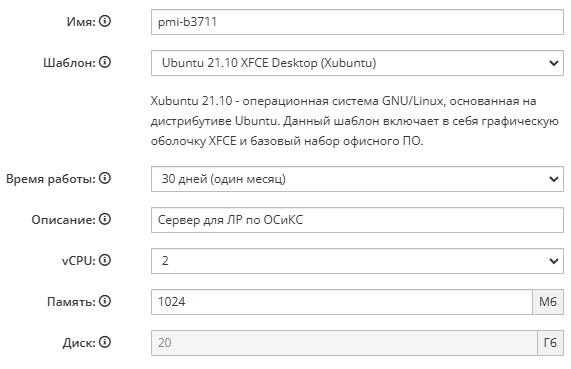 Имя: pmi-b3711
Шаблон: Ubuntu 21.10 XFCE Desktop (Xubuntu)
Xubuntu 21.10 - операционная система GNU/Linux, основанная на
дистрибутиве Ubuntu. Данный шаблон включает в себя графическую
оболочку XFCE и базовый набор офисного ПО.
Время работы: 30 дней (один месяц)
Описание: Сервер для ЛР по ОСиКС
vCPU: 2
Память: 1024 Мб
Диск: 20 Гб